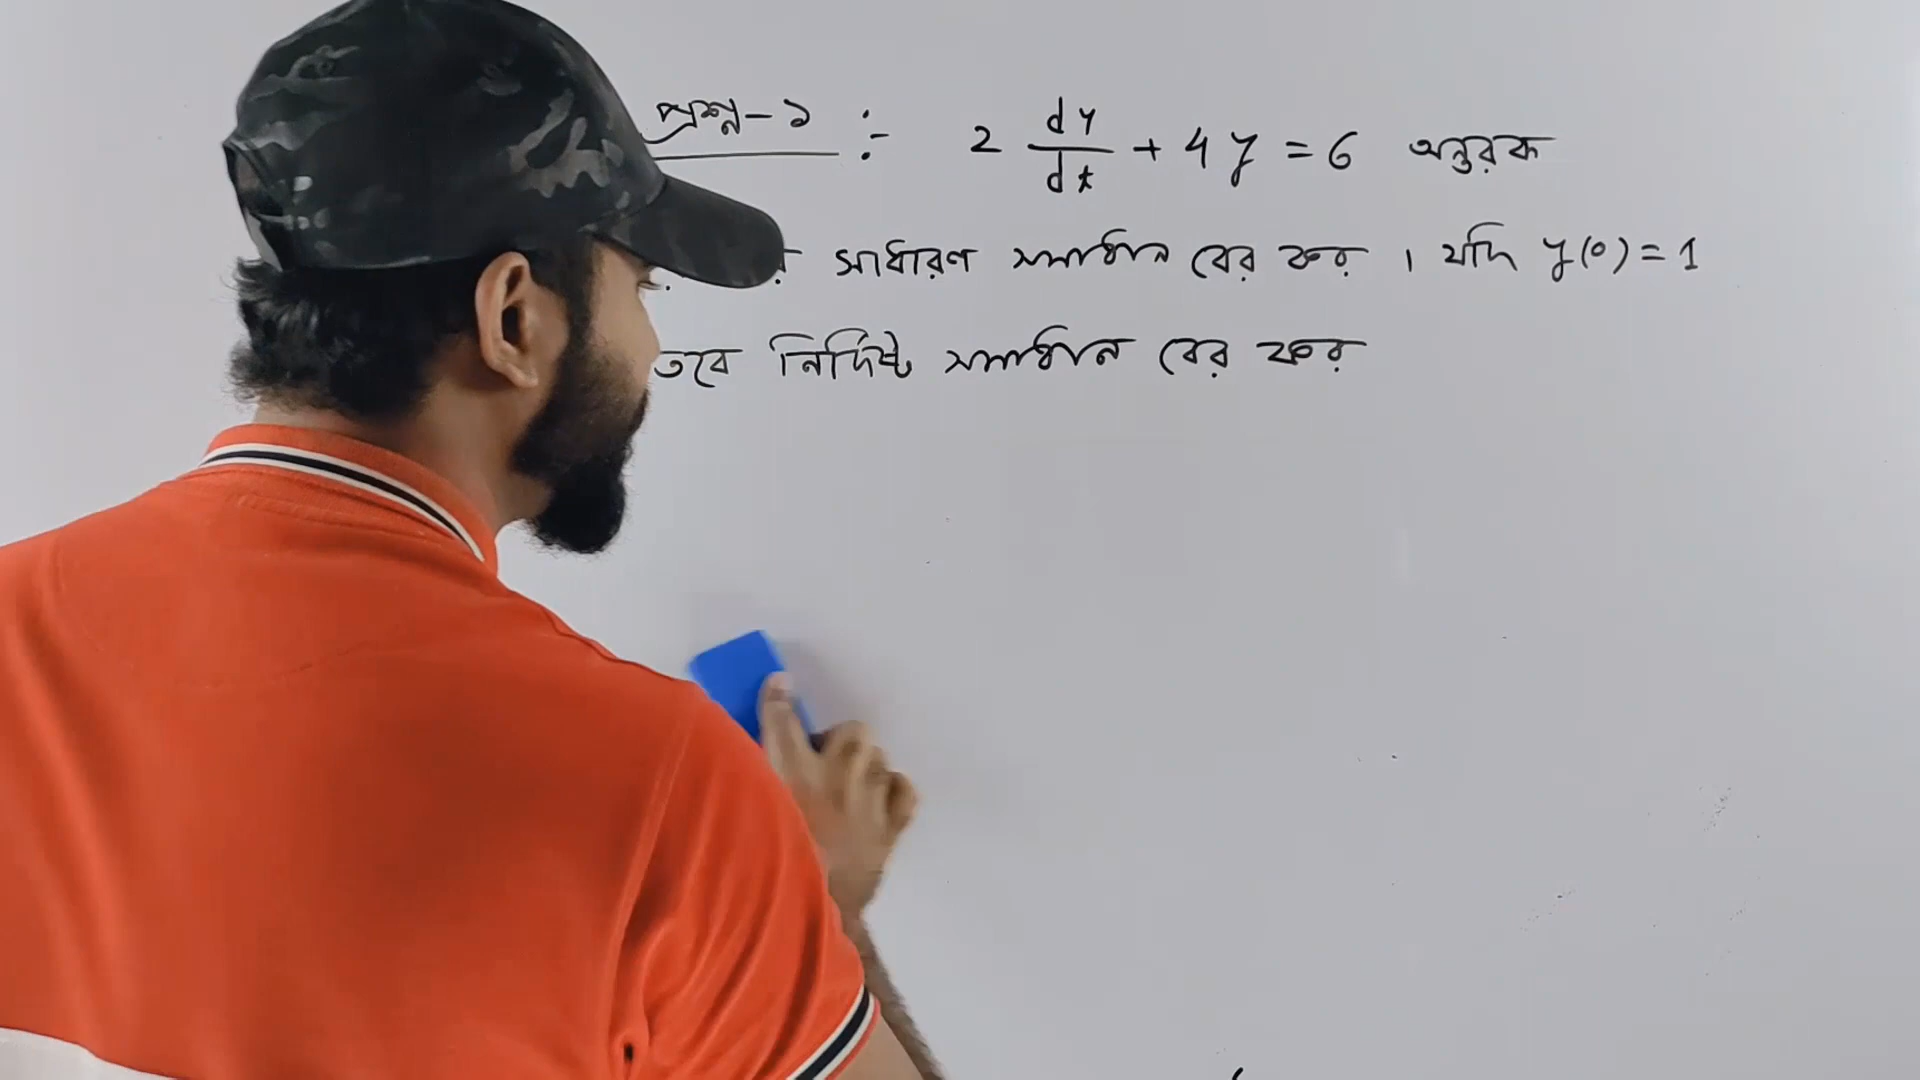 প্রশ্ন-১ :- 2 dy/dt + 4y = 6 অন্তরক
সাধারণ সমাধান বের কর । যদি y(0) = 1
তবে নির্দিষ্ট সমাধান বের কর